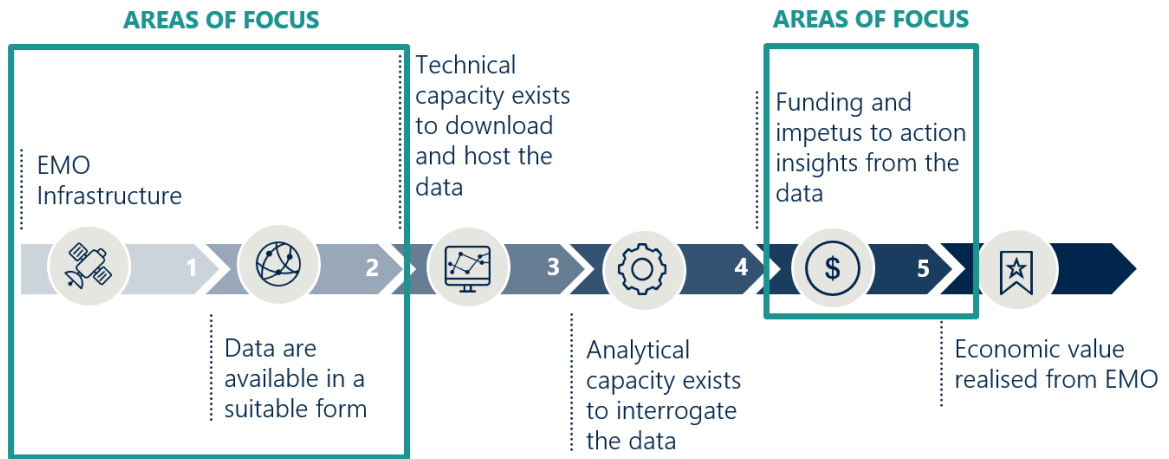 AREAS OF FOCUS
AREAS OF FOCUS
EMO
Infrastructure
1
Data are
available in a
suitable form
2
Technical
capacity exists
to download
and host the
data
3
Analytical
capacity exists
to interrogate
the data
4
Funding and
impetus to action
insights from the
data
$
5
Economic value
realised from EMO